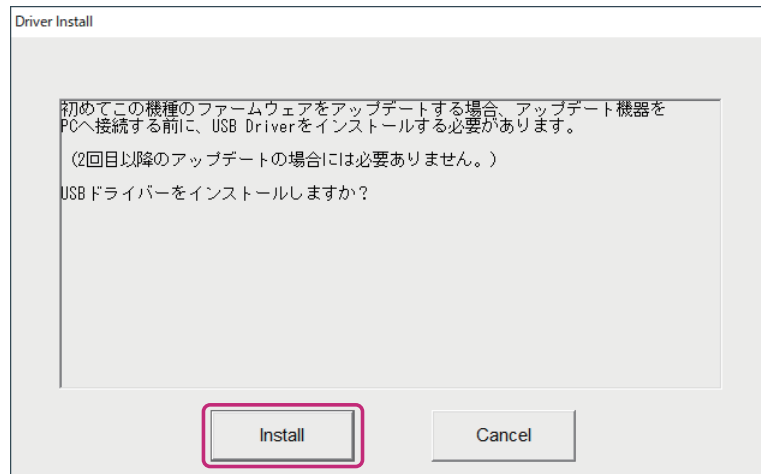 Driver Install
初めてこの機種のファームウェアをアップデートする場合、アップデート機器を
PCへ接続する前に、USB Driverをインストールする必要があります。
（2回目以降のアップデートの場合には必要ありません。）
USBドライバーをインストールしますか？
Install
Cancel